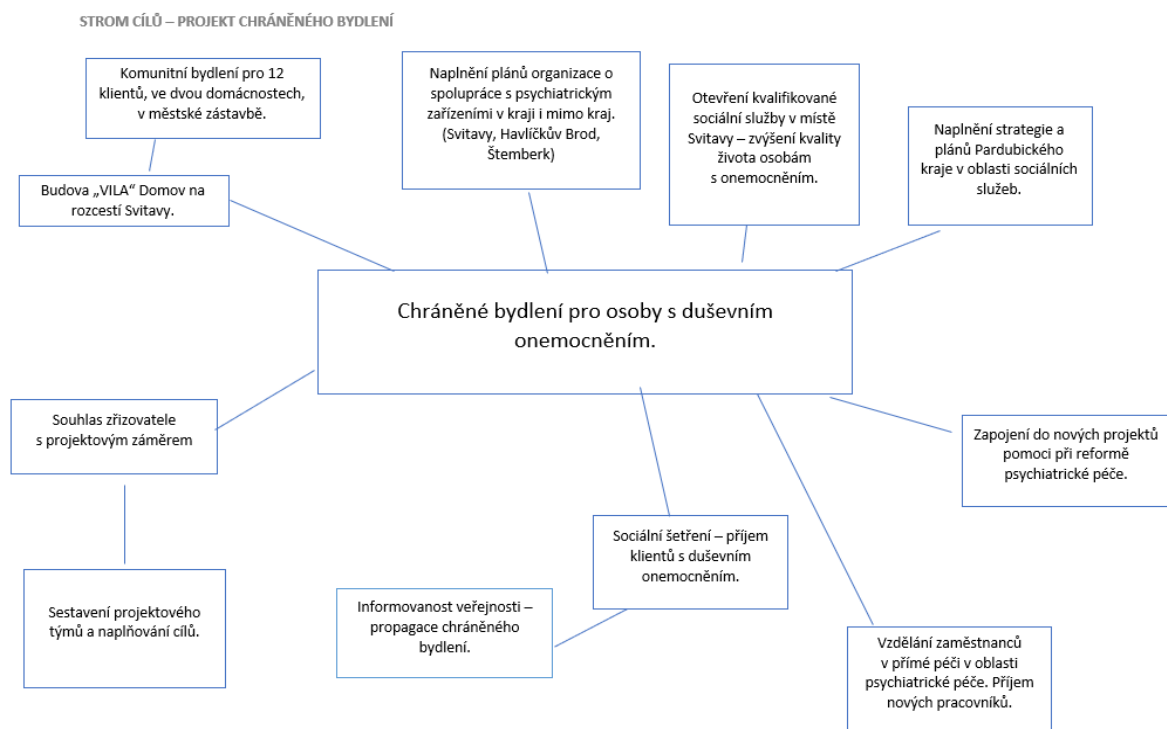 STROM CÍLŮ – PROJEKT CHRÁNĚNÉHO BYDLENÍ
Komunitní bydlení pro 12
klientů, ve dvou domácnostech,
v městské zástavbě.
Naplnění plánů organizace o
spolupráce s psychiatrickým
zařízeními v kraji i mimo kraj.
(Svitavy, Havlíčkův Brod,
Štemberk)
Otevření kvalifikované
sociální služby v místě
Svitavy – zvýšení kvality
života osobám
s onemocněním.
Naplnění strategie a
plánů Pardubického
kraje v oblasti sociálních
služeb.
Budova „VILA“ Domov na
rozcestí Svitavy.
Chráněné bydlení pro osoby s duševním
onemocněním.
Souhlas zřizovatele
s projektovým záměrem
Zapojení do nových projektů
pomoci při reformě
psychiatrické péče.
Sociální šetření – příjem
klientů s duševním
onemocněním.
Sestavení projektového
týmů a naplňování cílů.
Informovanost veřejnosti –
propagace chráněného
bydlení.
Vzdělání zaměstnanců
v přímé péči v oblasti
psychiatrické péče. Příjem
nových pracovníků.